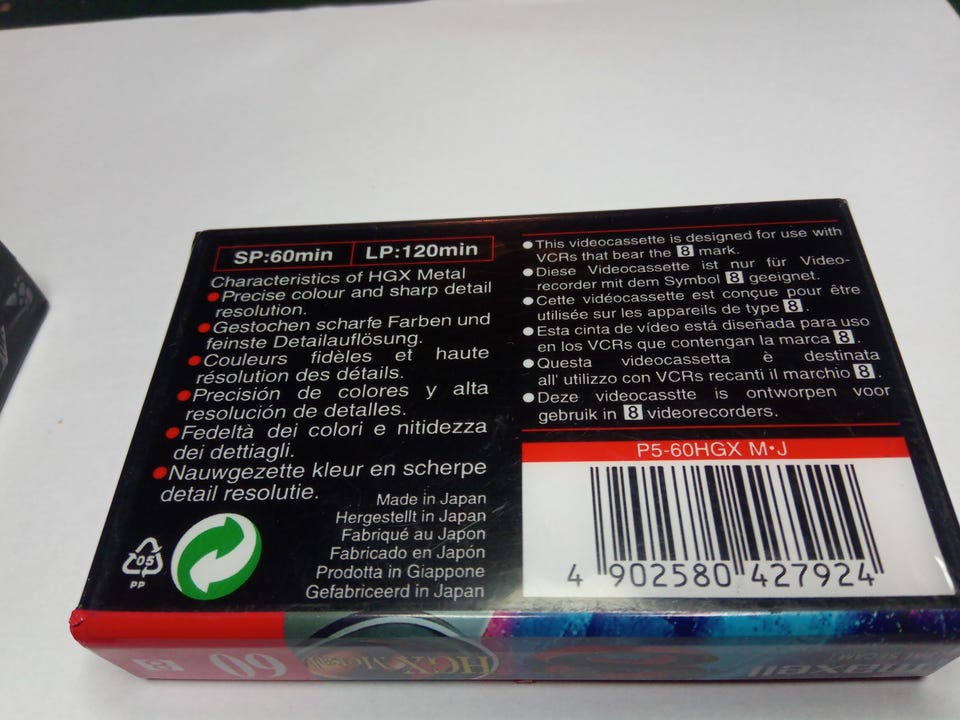 SP:60min LP:120min
Characteristics of HGX Metal
●Precise colour and sharp detail
resolution.
●Gestochen scharfe Farben und
feinste Detailauflösung.
●Couleurs fidèles et haute
résolution des détails.
●Precisión de colores y alta
resolución de detalles.
●Fedeltà dei colori e nitidezza
dei dettiagli.
●Nauwgezette kleur en scherpe
detail resolutie.
Made in Japan
Hergestellt in Japan
Fabriqué au Japon
Fabricado en Japón
Prodotta in Giappone
Gefabriceerd in Japan
05
PP
●This videocassette is designed for use with
VCRs that bear the 8 mark.
●Diese Videocassette ist nur für Video-
recorder mit dem Symbol 8 geeignet.
●Cette vidéocassette est conçue pour être
utilisée sur les appareils de type 8.
●Esta cinta de vídeo está diseñada para uso
en los VCRs que contengan la marca 8.
●Questa videocassetta è destinata
all' utilizzo con VCRs recanti il marchio 8.
●Deze videocassette is ontworpen voor
gebruik in 8 videorecorders.
P5-60HGX M•J
4 902580 427924
maxell
HGX-Metal
60